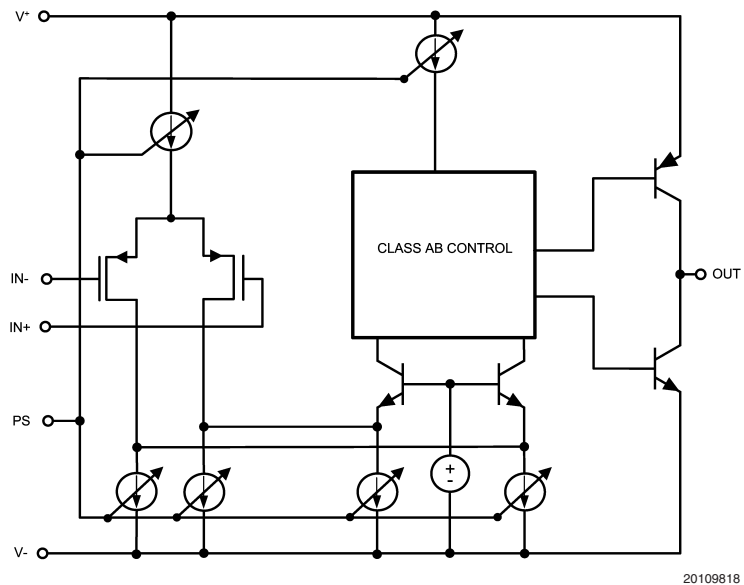 V+
IN-
CLASS AB CONTROL
OUT
IN+
PS
+
-
V-
20109818